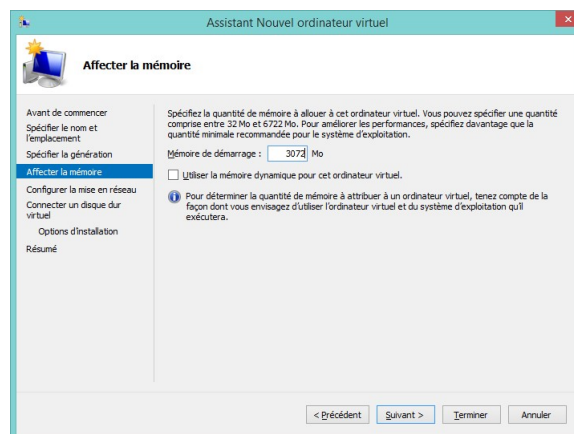 Assistant Nouvel ordinateur virtuel
Affecter la mémoire
Avant de commencer
Spécifier le nom et
l'emplacement
Spécifier la génération
Affecter la mémoire
Configurer la mise en réseau
Connecter un disque dur
virtuel
Options d'installation
Résumé
Spécifiez la quantité de mémoire à allouer à cet ordinateur virtuel. Vous pouvez spécifier une quantité
comprise entre 32 Mo et 6722 Mo. Pour améliorer les performances, spécifiez davantage que la
quantité minimale recommandée pour le système d'exploitation.
Mémoire de démarrage : 3072 Mo
Utiliser la mémoire dynamique pour cet ordinateur virtuel.
Pour déterminer la quantité de mémoire à attribuer à un ordinateur virtuel, tenez compte de la
façon dont vous envisagez d'utiliser l'ordinateur virtuel et du système d'exploitation qu'il
exécutera.
< Précédent Suivant > Terminer Annuler